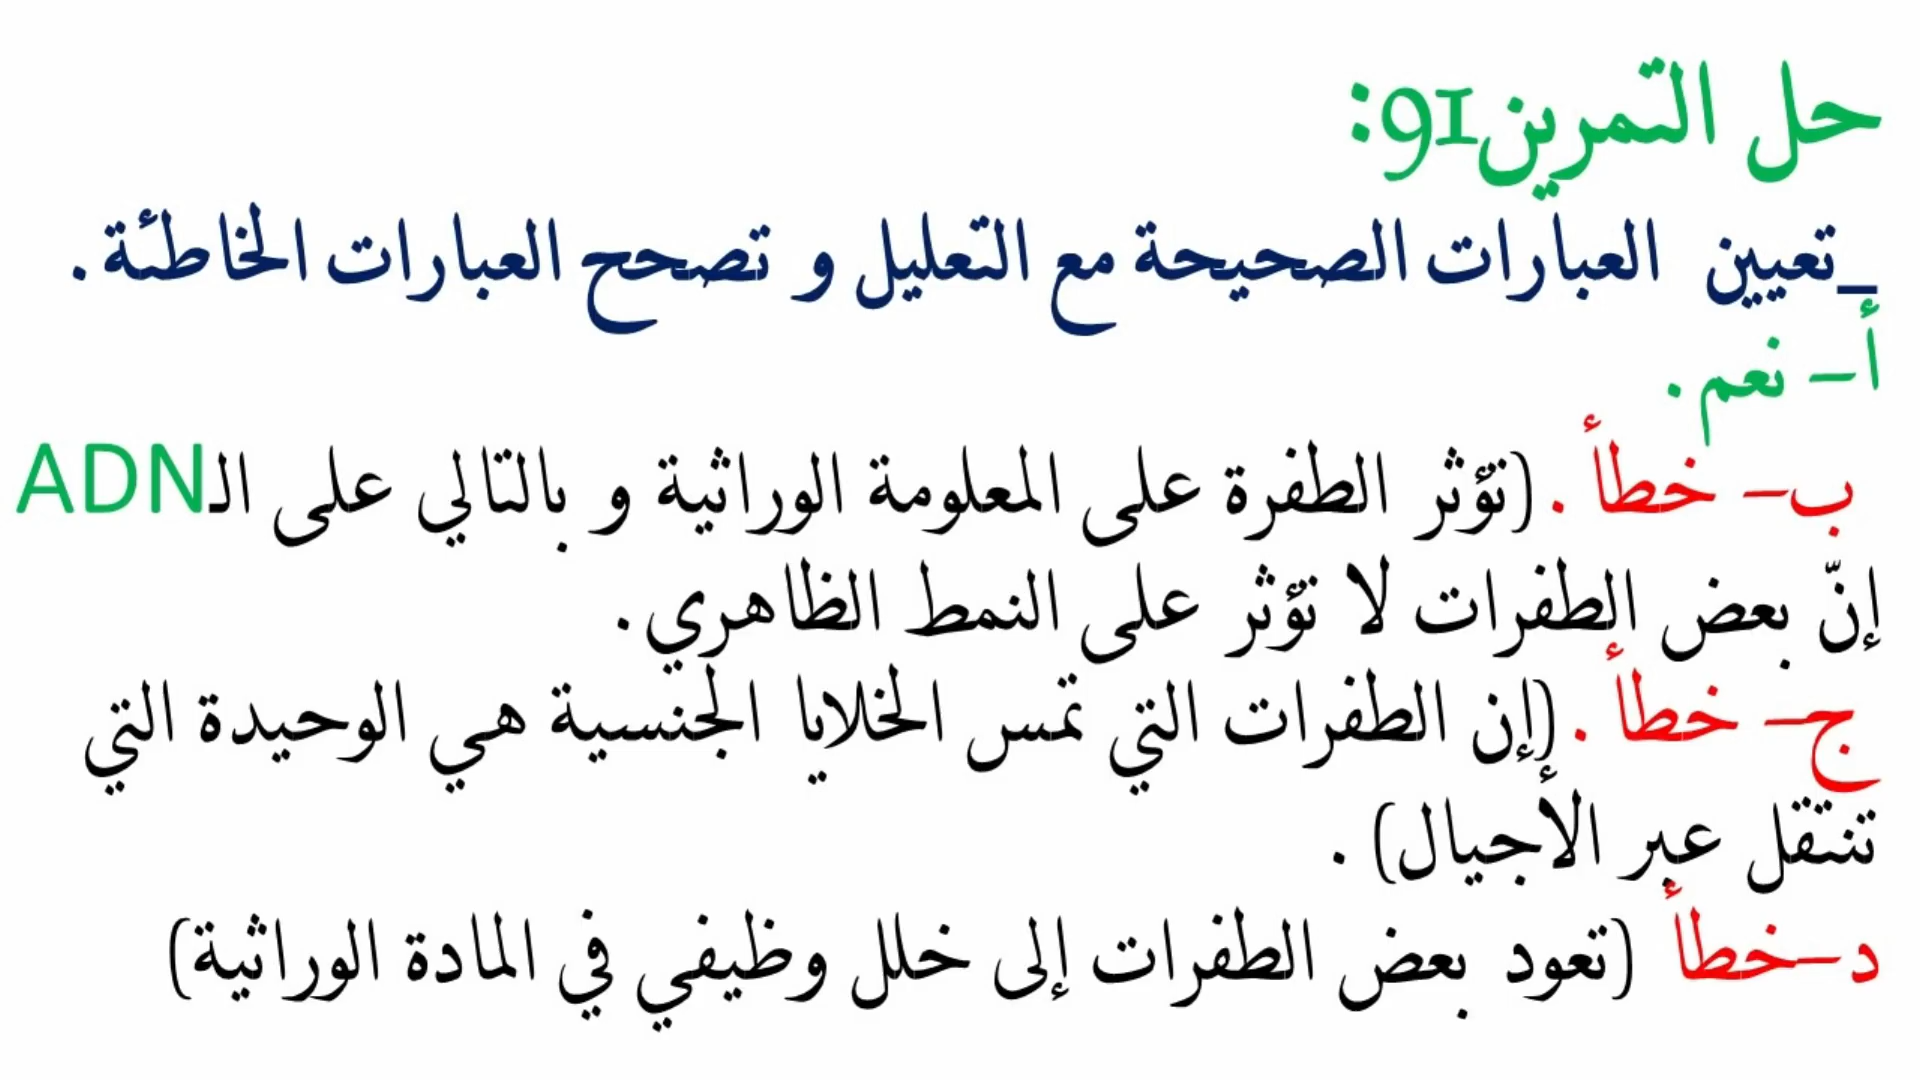 حل التمرين91:
_تعيين العبارات الصحيحة مع التعليل و تصحح العبارات الخاطئة.
أ- نعم.
ب- خطأ. (تؤثر الطفرة على المعلومة الوراثية و بالتالي على الـADN
إنّ بعض الطفرات لا تؤثر على النمط الظاهري.
ج- خطأ. (إن الطفرات التي تمس الخلايا الجنسية هي الوحيدة التي
تنتقل عبر الأجيال).
د-خطأ (تعود بعض الطفرات إلى خلل وظيفي في المادة الوراثية)